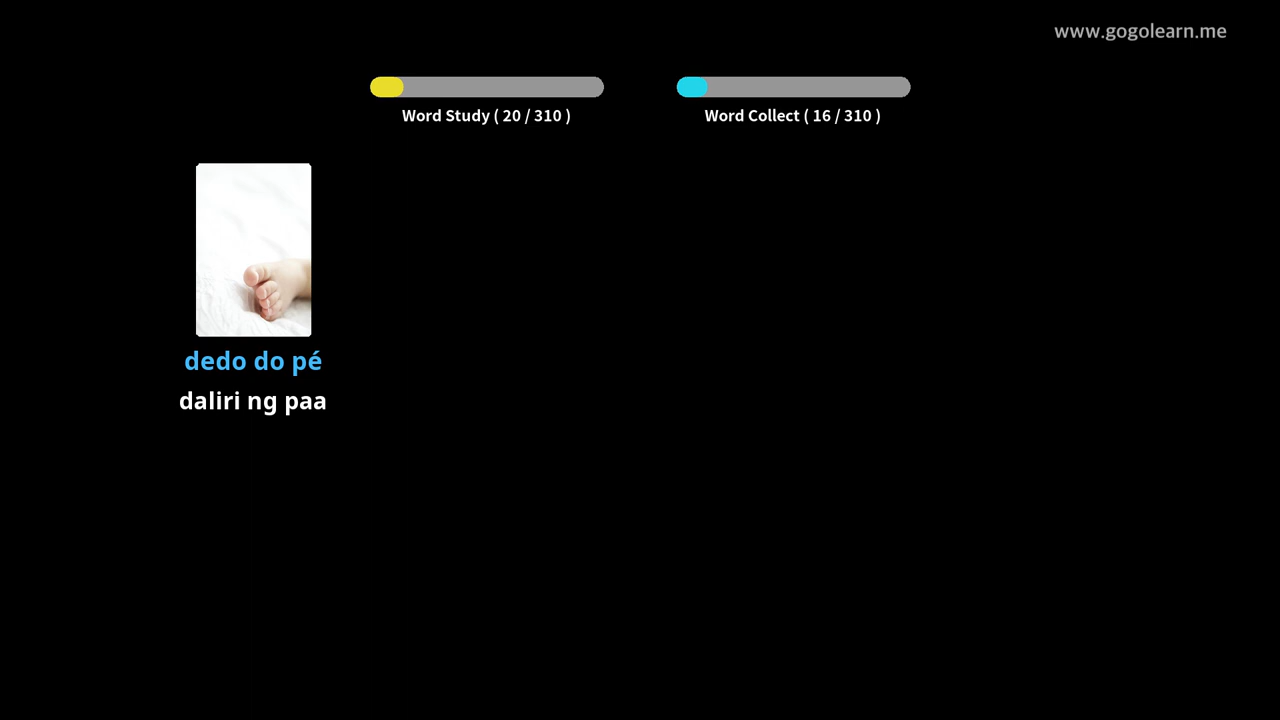 www.gogolearn.me
Word Study ( 20 / 310 )
Word Collect ( 16 / 310 )
dedo do pé
daliri ng paa